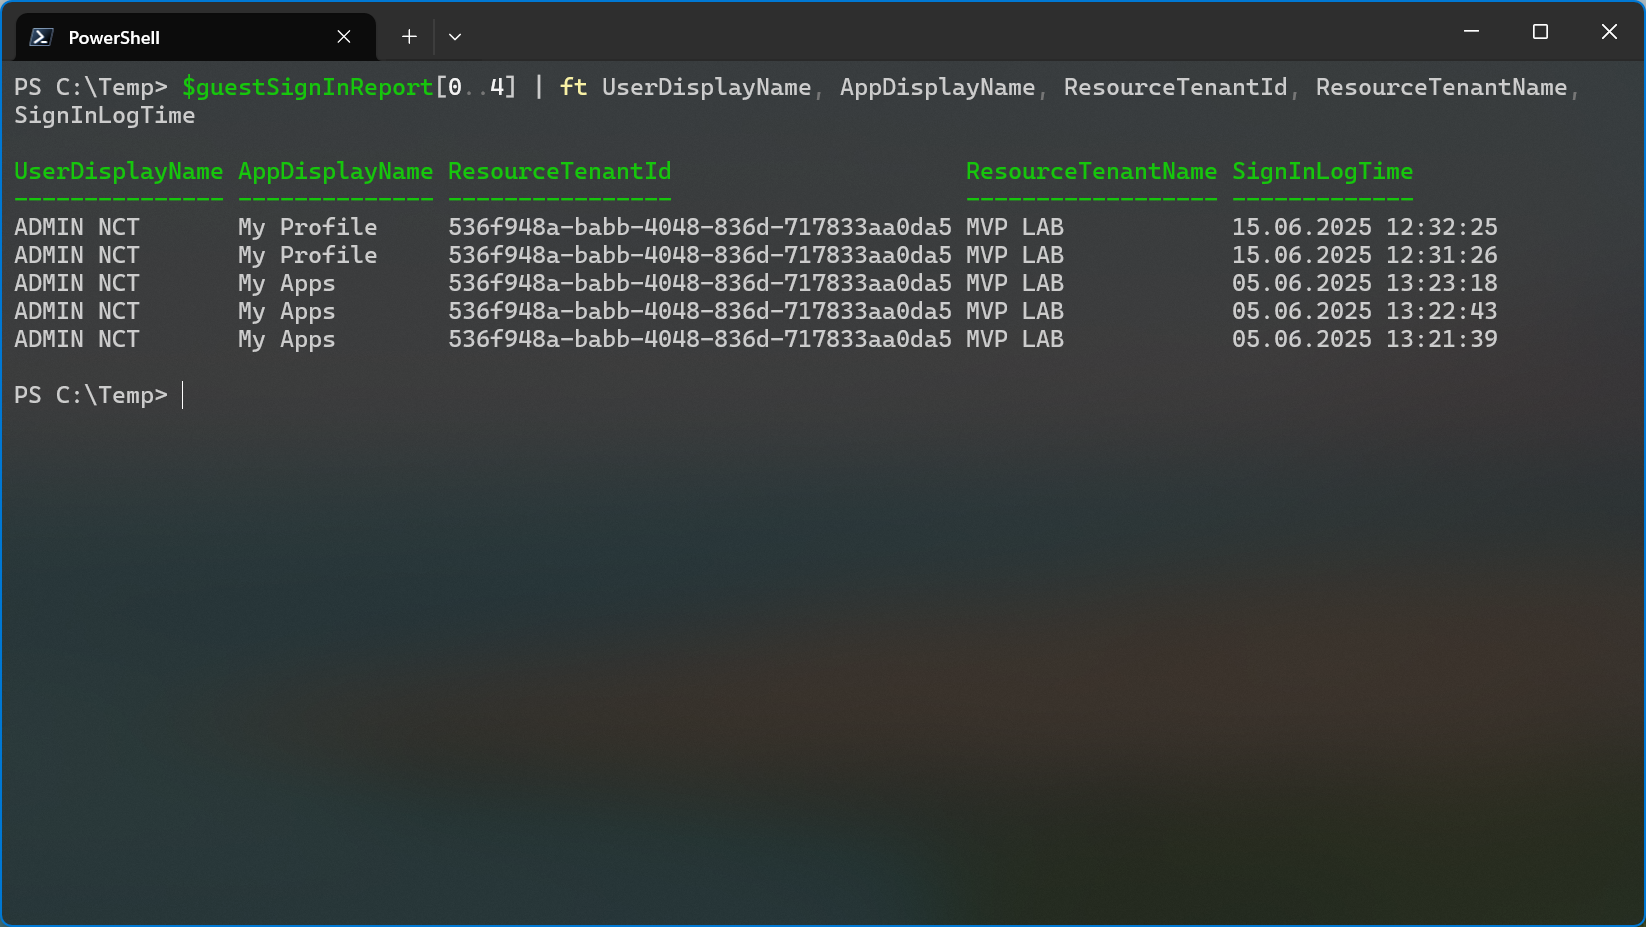 PowerShell
PS C:\Temp> $guestSignInReport[0..4] | ft UserDisplayName, AppDisplayName, ResourceTenantId, ResourceTenantName,
SignInLogTime
UserDisplayName AppDisplayName ResourceTenantId ResourceTenantName SignInLogTime
--------------- -------------- ---------------- ------------------ -------------
ADMIN NCT My Profile 536f948a-babb-4048-836d-717833aa0da5 MVP LAB 15.06.2025 12:32:25
ADMIN NCT My Profile 536f948a-babb-4048-836d-717833aa0da5 MVP LAB 15.06.2025 12:31:26
ADMIN NCT My Apps 536f948a-babb-4048-836d-717833aa0da5 MVP LAB 05.06.2025 13:23:18
ADMIN NCT My Apps 536f948a-babb-4048-836d-717833aa0da5 MVP LAB 05.06.2025 13:22:43
ADMIN NCT My Apps 536f948a-babb-4048-836d-717833aa0da5 MVP LAB 05.06.2025 13:21:39
PS C:\Temp>